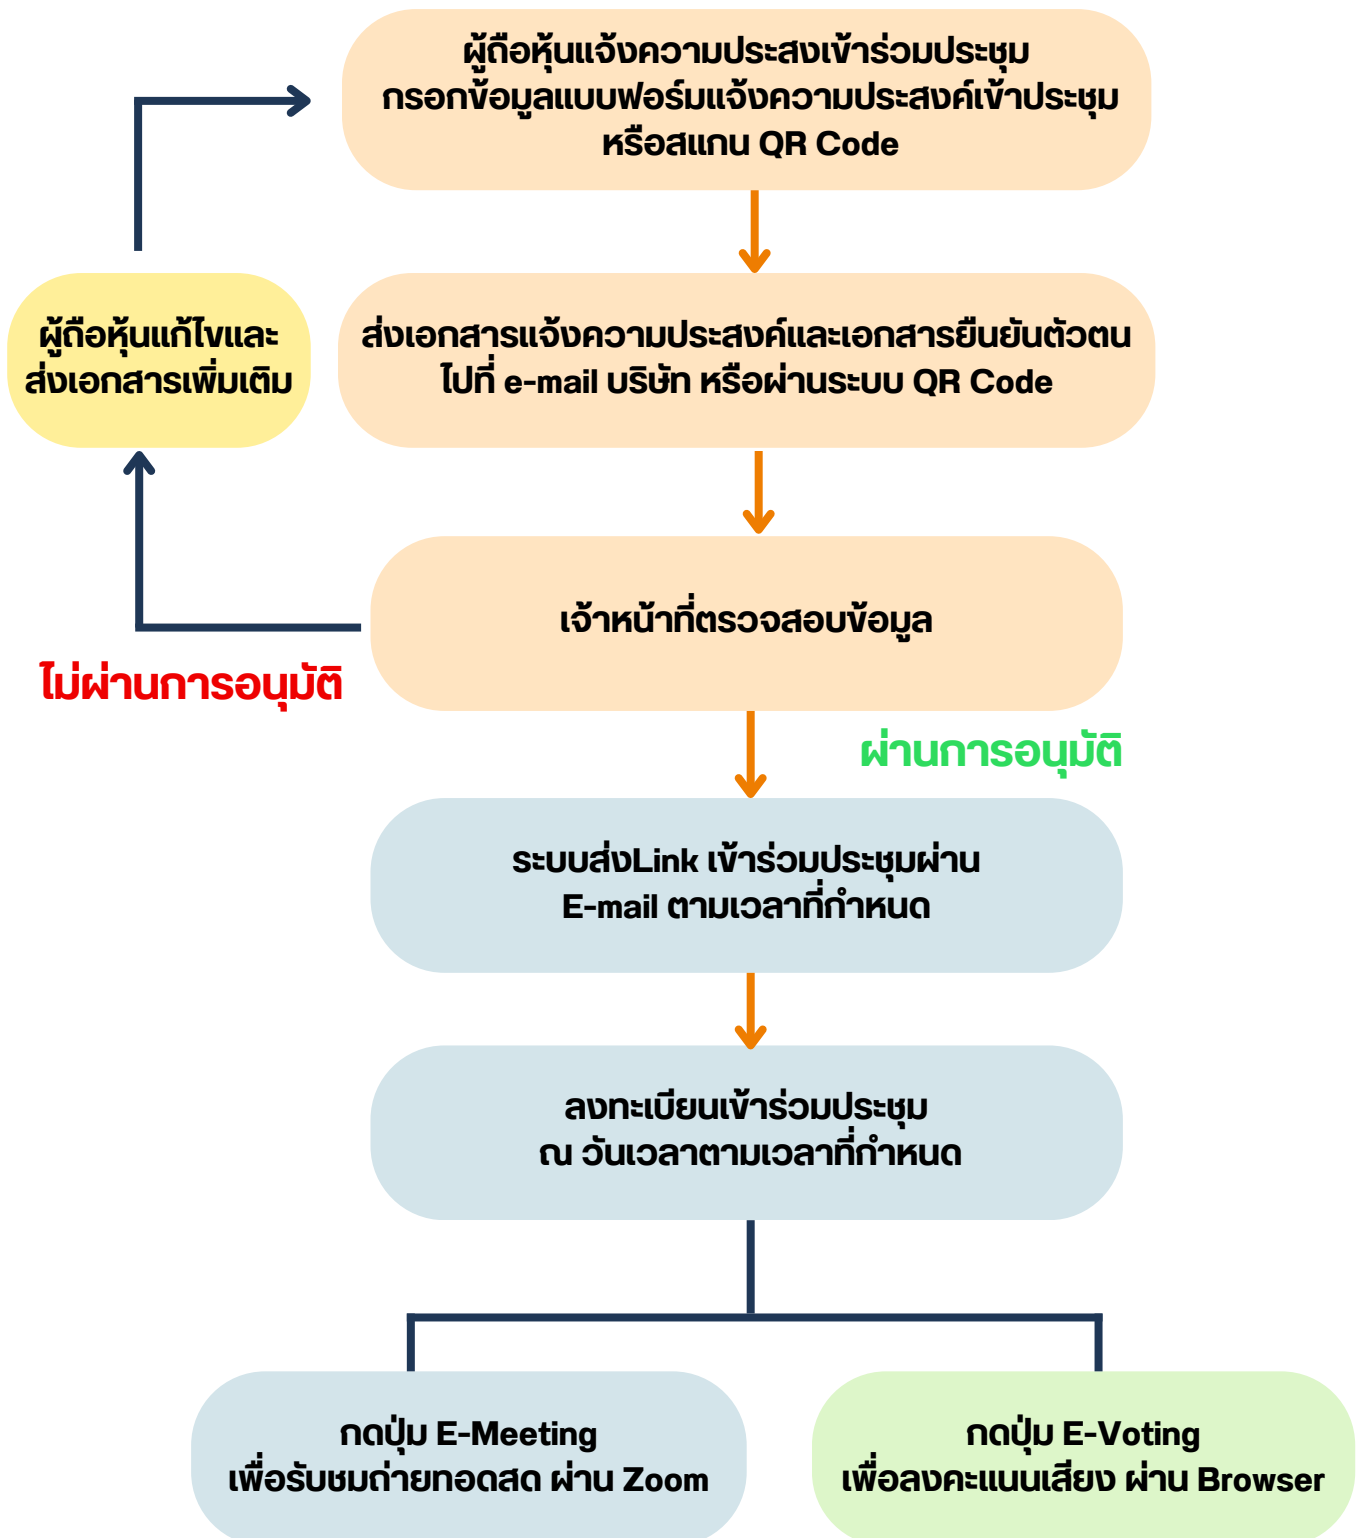 ผู้ถือหุ้นแจ้งความประสงเข้าร่วมประชุม
กรอกข้อมูลแบบฟอร์มแจ้งความประสงค์เข้าประชุม
หรือสแกน QR Code
ผู้ถือหุ้นแก้ไขและ
ส่งเอกสารเพิ่มเติม
ส่งเอกสารแจ้งความประสงค์และเอกสารยืนยันตัวตน
ไปที่ e-mail บริษัท หรือผ่านระบบ QR Code
เจ้าหน้าที่ตรวจสอบข้อมูล
ไม่ผ่านการอนุมัติ
ผ่านการอนุมัติ
ระบบส่งLink เข้าร่วมประชุมผ่าน
E-mail ตามเวลาที่กำหนด
ลงทะเบียนเข้าร่วมประชุม
ณ วันเวลาตามเวลาที่กำหนด
กดปุ่ม E-Meeting
เพื่อรับชมถ่ายทอดสด ผ่าน Zoom
กดปุ่ม E-Voting
เพื่อลงคะแนนเสียง ผ่าน Browser